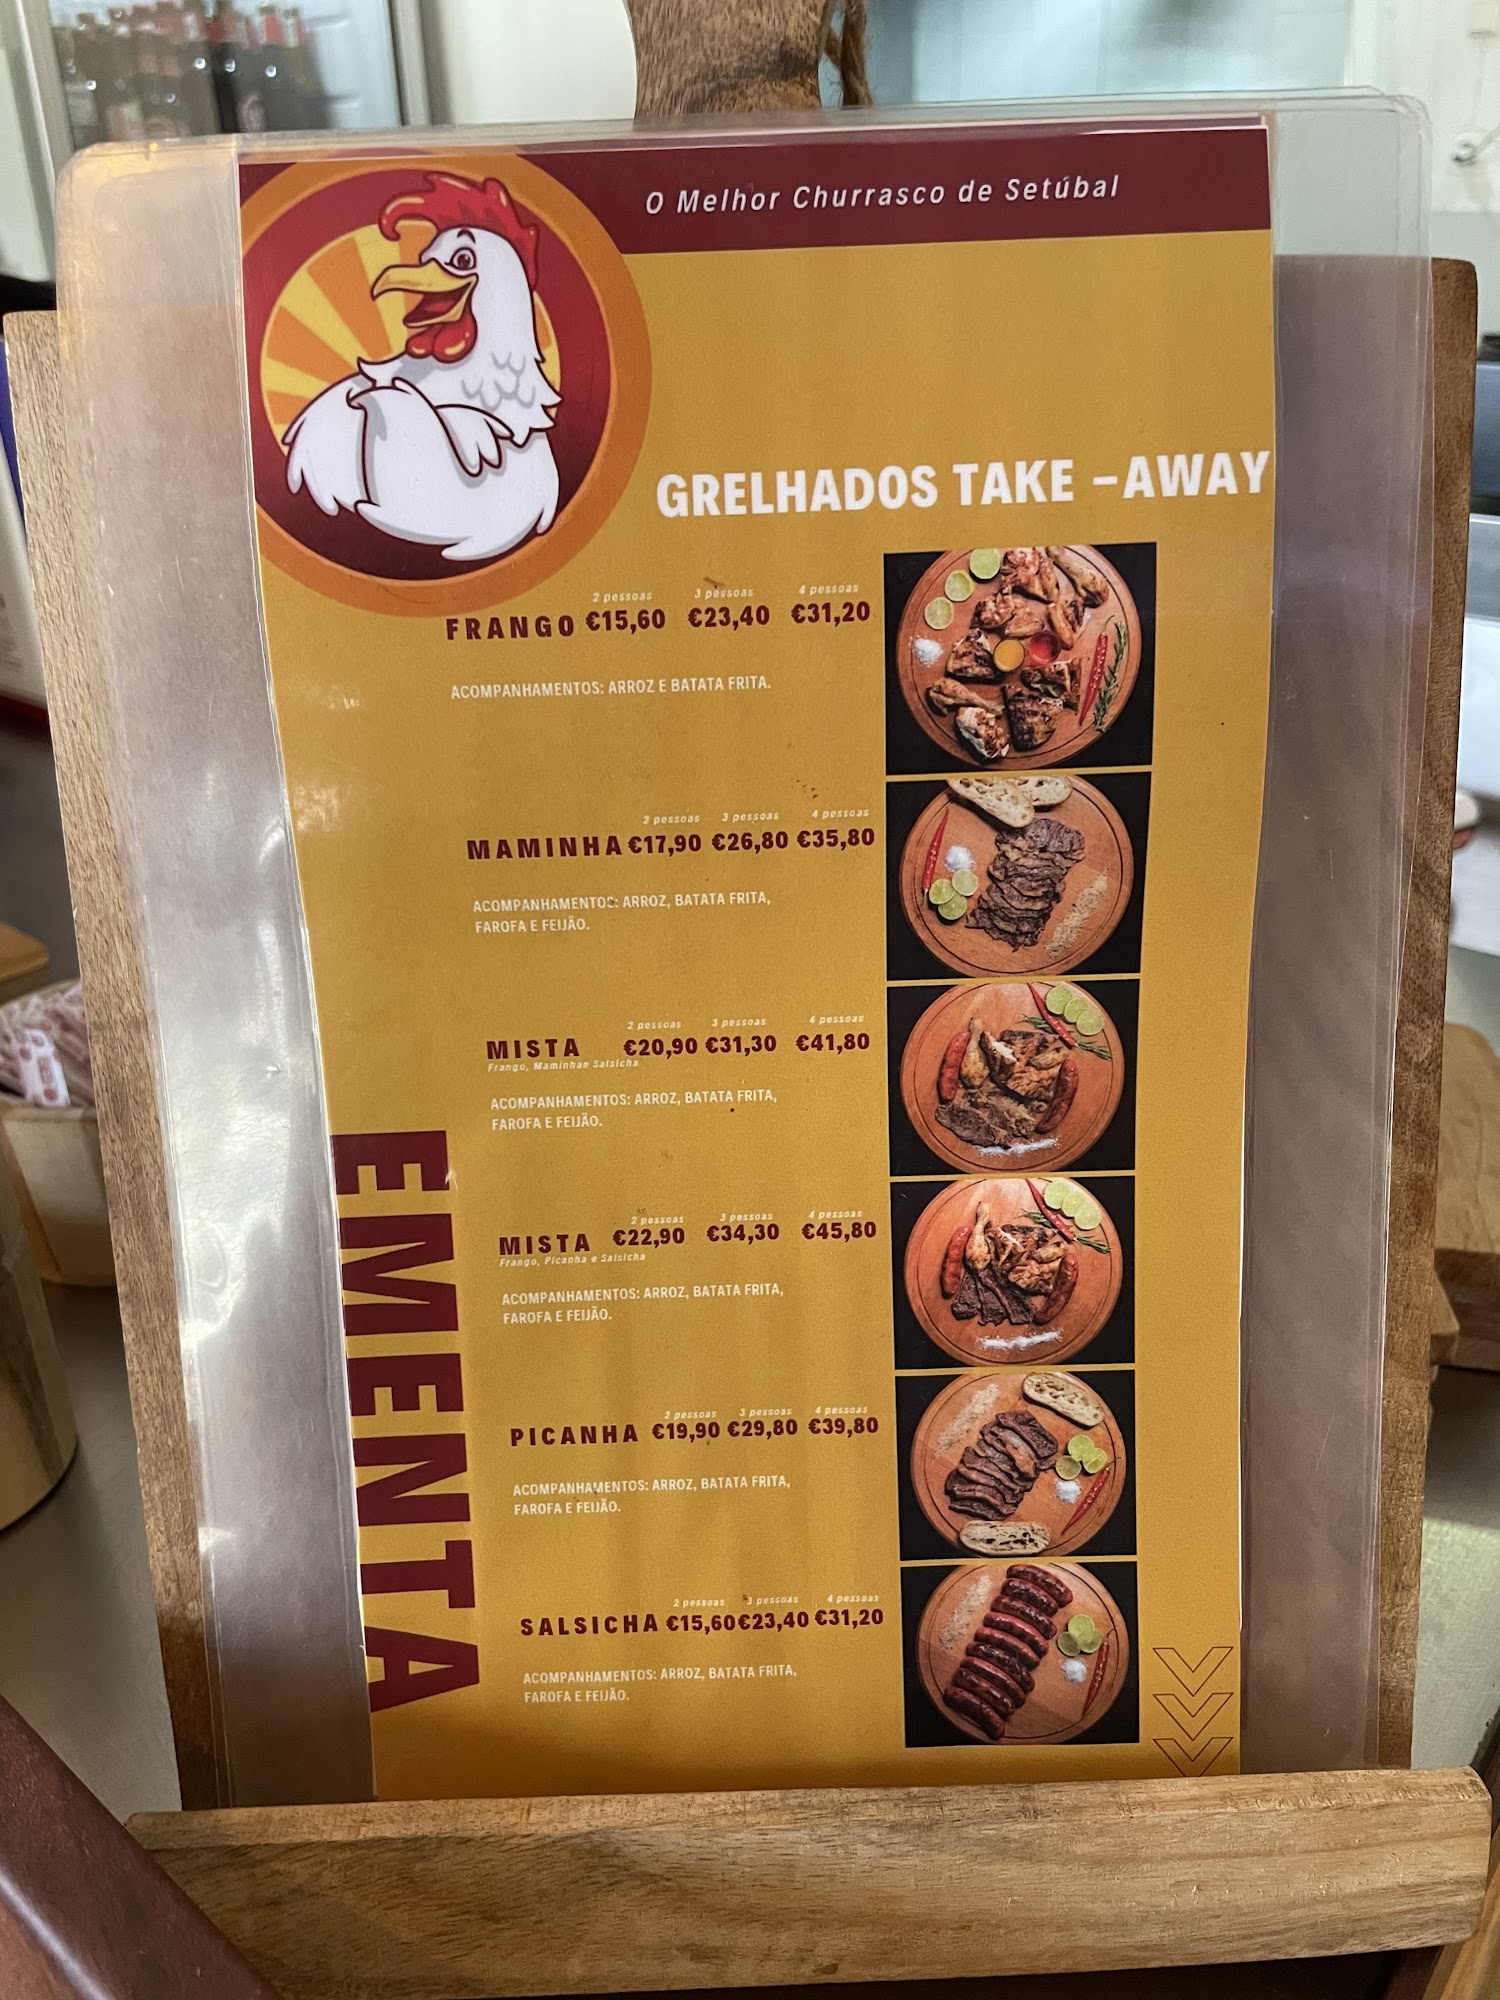 O Melhor Churrasco de Setúbal
GRELHADOS TAKE -AWAY
2 pessoas 3 pessoas 4 pessoas
FRANGO €15,60 €23,40 €31,20
ACOMPANHAMENTOS: ARROZ E BATATA FRITA.
2 pessoas 3 pessoas 4 pessoas
MAMINHA €17,90 €26,80 €35,80
ACOMPANHAMENTOS: ARROZ, BATATA FRITA,
FAROFA E FEIJÃO.
2 pessoas 3 pessoas 4 pessoas
MISTA €20,90 €31,30 €41,80
Frango, Maminhae Salsicha
ACOMPANHAMENTOS: ARROZ, BATATA FRITA,
FAROFA E FEIJÃO.
2 pessoas 3 pessoas 4 pessoas
MISTA €22,90 €34,30 €45,80
Frango, Picanha e Salsicha
ACOMPANHAMENTOS: ARROZ, BATATA FRITA,
FAROFA E FEIJÃO.
2 pessoas 3 pessoas 4 pessoas
PICANHA €19,90 €29,80 €39,80
ACOMPANHAMENTOS: ARROZ, BATATA FRITA,
FAROFA E FEIJÃO.
2 pessoas 3 pessoas 4 pessoas
SALSICHA €15,60 €23,40 €31,20
ACOMPANHAMENTOS: ARROZ, BATATA FRITA,
FAROFA E FEIJÃO.
EMENTA